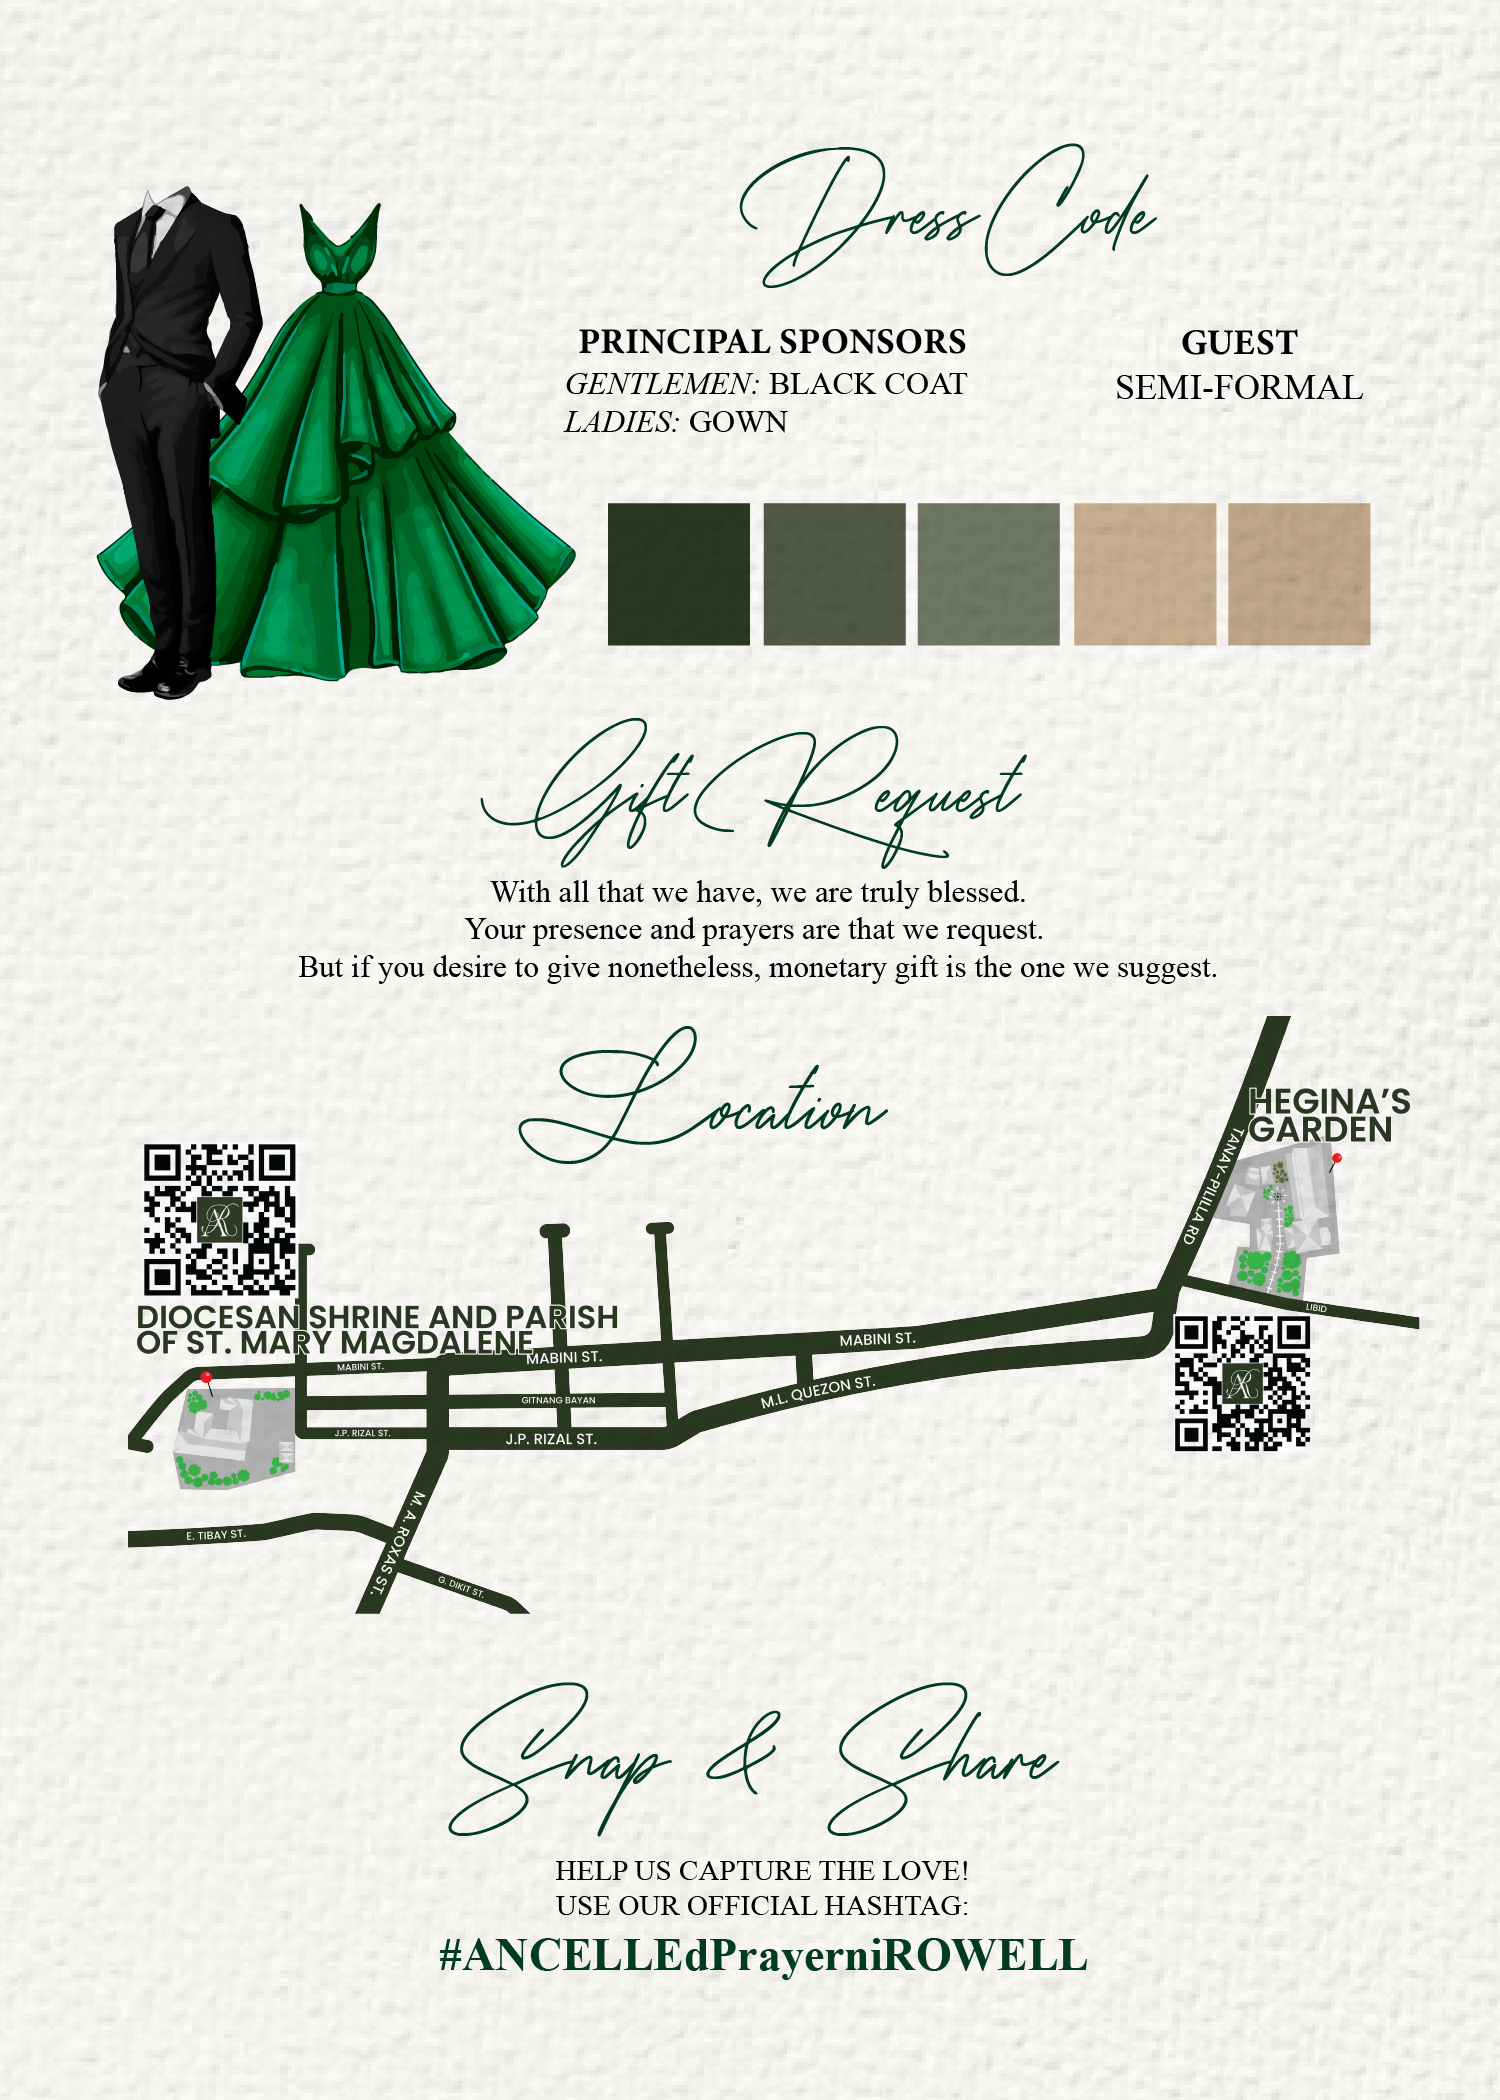 Dress Code
PRINCIPAL SPONSORS
GENTLEMEN: BLACK COAT
LADIES: GOWN
GUEST
SEMI-FORMAL
Gift Request
With all that we have, we are truly blessed.
Your presence and prayers are that we request.
But if you desire to give nonetheless, monetary gift is the one we suggest.
Location
HEGINA'S
GARDEN
TANAY-PILILLA RD
LIBID
AR
DIOCESAN SHRINE AND PARISH
OF ST. MARY MAGDALENE
MABINI ST.
MABINI ST.
MABINI ST.
GITNANG BAYAN
M.L. QUEZON ST.
J.P. RIZAL ST.
J.P. RIZAL ST.
AR
M. A. ROXAS ST.
E. TIBAY ST.
G. DIKIT ST.
Snap & Share
HELP US CAPTURE THE LOVE!
USE OUR OFFICIAL HASHTAG:
#ANCELLEdPrayerniROWELL